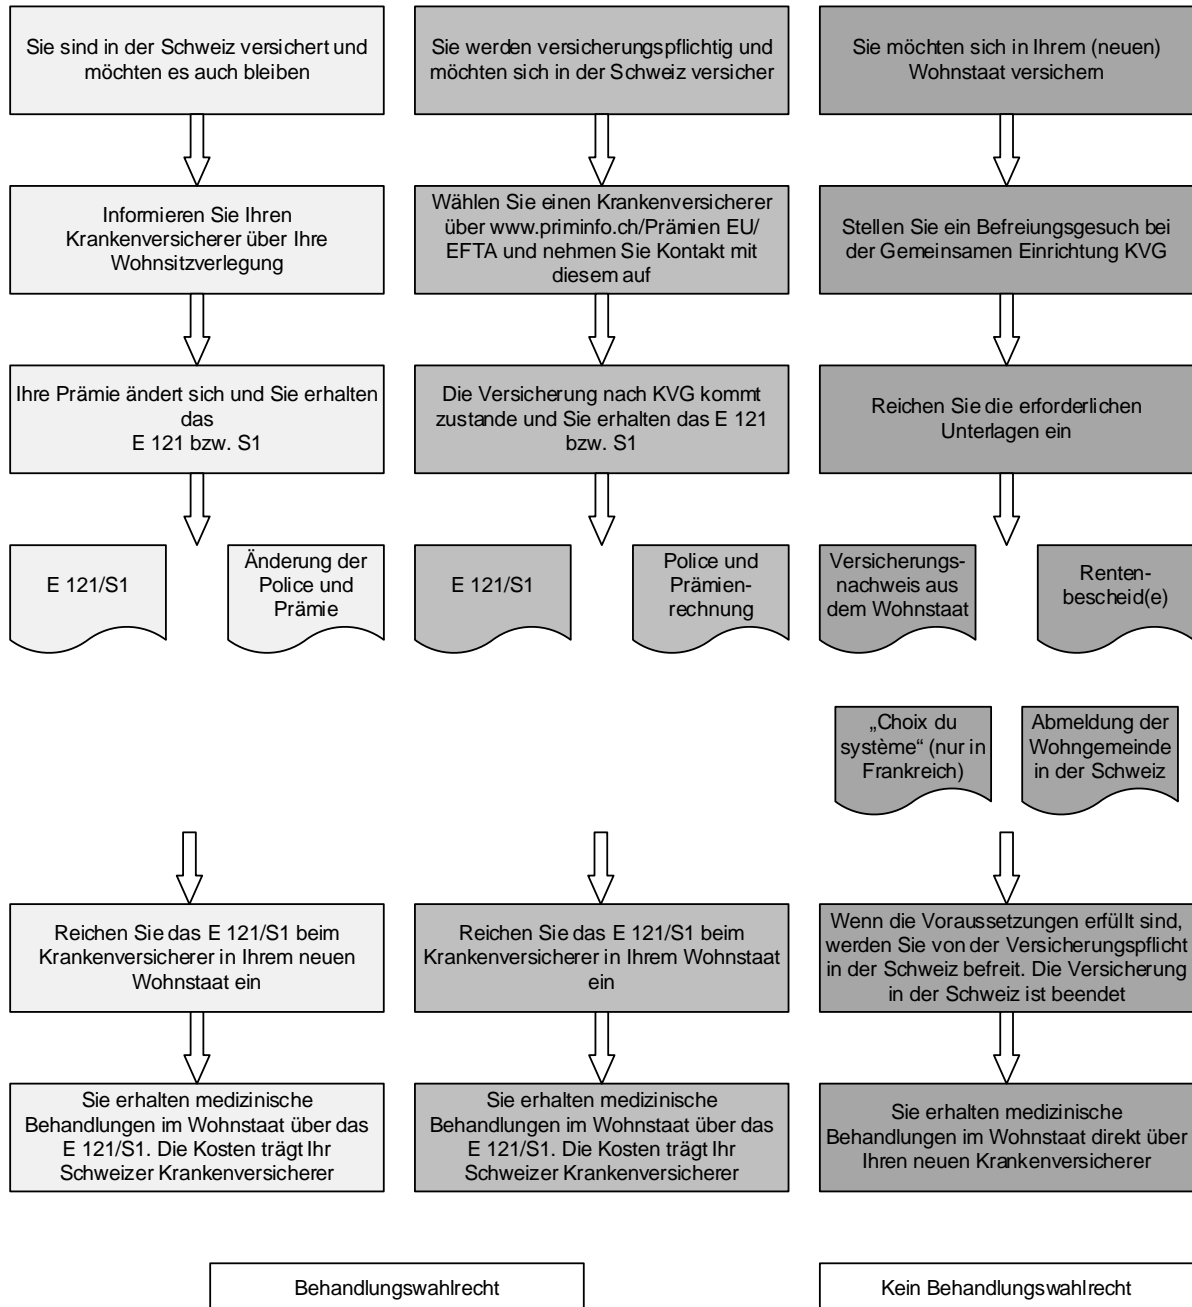 Sie sind in der Schweiz versichert und
möchten es auch bleiben
Sie werden versicherungspflichtig und
möchten sich in der Schweiz versicher
Sie möchten sich in Ihrem (neuen)
Wohnstaat versichern
Informieren Sie Ihren
Krankenversicherer über Ihre
Wohnsitzverlegung
Wählen Sie einen Krankenversicherer
über www.priminfo.ch/Prämien EU/
EFTA und nehmen Sie Kontakt mit
diesem auf
Stellen Sie ein Befreiungsgesuch bei
der Gemeinsamen Einrichtung KVG
Ihre Prämie ändert sich und Sie erhalten
das
E 121 bzw. S1
Die Versicherung nach KVG kommt
zustande und Sie erhalten das E 121
bzw. S1
Reichen Sie die erforderlichen
Unterlagen ein
E 121/S1
Änderung der
Police und
Prämie
E 121/S1
Police und
Prämien-
rechnung
Versicherungs-
nachweis aus
dem Wohnstaat
Renten-
bescheid(e)
„Choix du
système“ (nur in
Frankreich)
Abmeldung der
Wohngemeinde
in der Schweiz
Reichen Sie das E 121/S1 beim
Krankenversicherer in Ihrem neuen
Wohnstaat ein
Reichen Sie das E 121/S1 beim
Krankenversicherer in Ihrem Wohnstaat
ein
Wenn die Voraussetzungen erfüllt sind,
werden Sie von der Versicherungspflicht
in der Schweiz befreit. Die Versicherung
in der Schweiz ist beendet
Sie erhalten medizinische
Behandlungen im Wohnstaat über das
E 121/S1. Die Kosten trägt Ihr
Schweizer Krankenversicherer
Sie erhalten medizinische
Behandlungen im Wohnstaat über das
E 121/S1. Die Kosten trägt Ihr
Schweizer Krankenversicherer
Sie erhalten medizinische
Behandlungen im Wohnstaat direkt über
Ihren neuen Krankenversicherer
Behandlungswahlrecht
Kein Behandlungswahlrecht